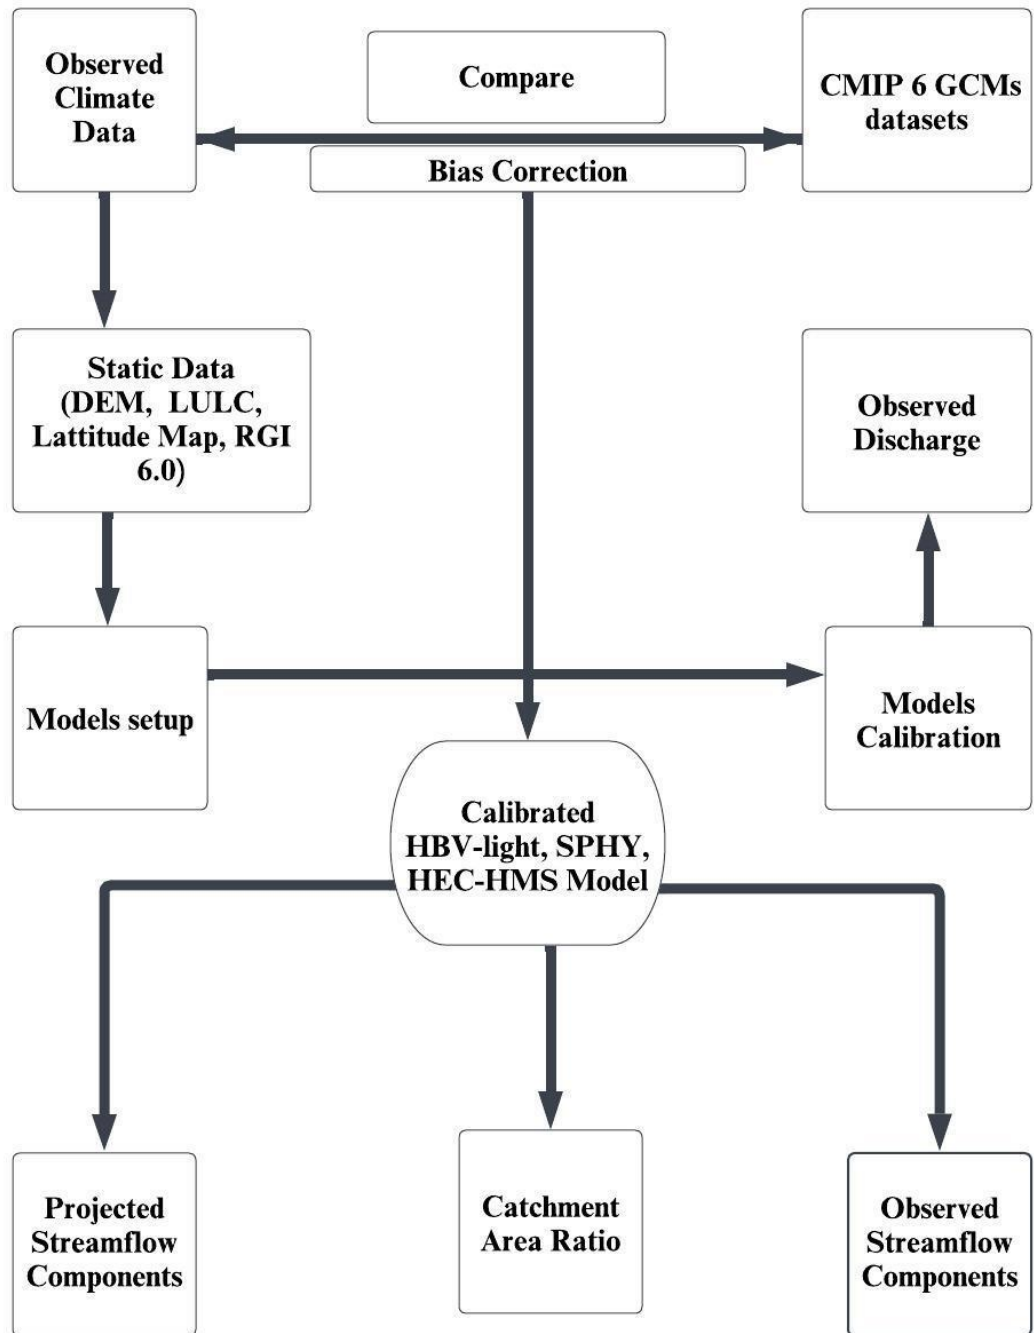 Observed
Climate
Data
Compare
CMIP 6 GCMs
datasets
Bias Correction
Static Data
(DEM, LULC,
Lattitude Map, RGI
6.0)
Observed
Discharge
Models setup
Models
Calibration
Calibrated
HBV-light, SPHY,
HEC-HMS Model
Projected
Streamflow
Components
Catchment
Area Ratio
Observed
Streamflow
Components